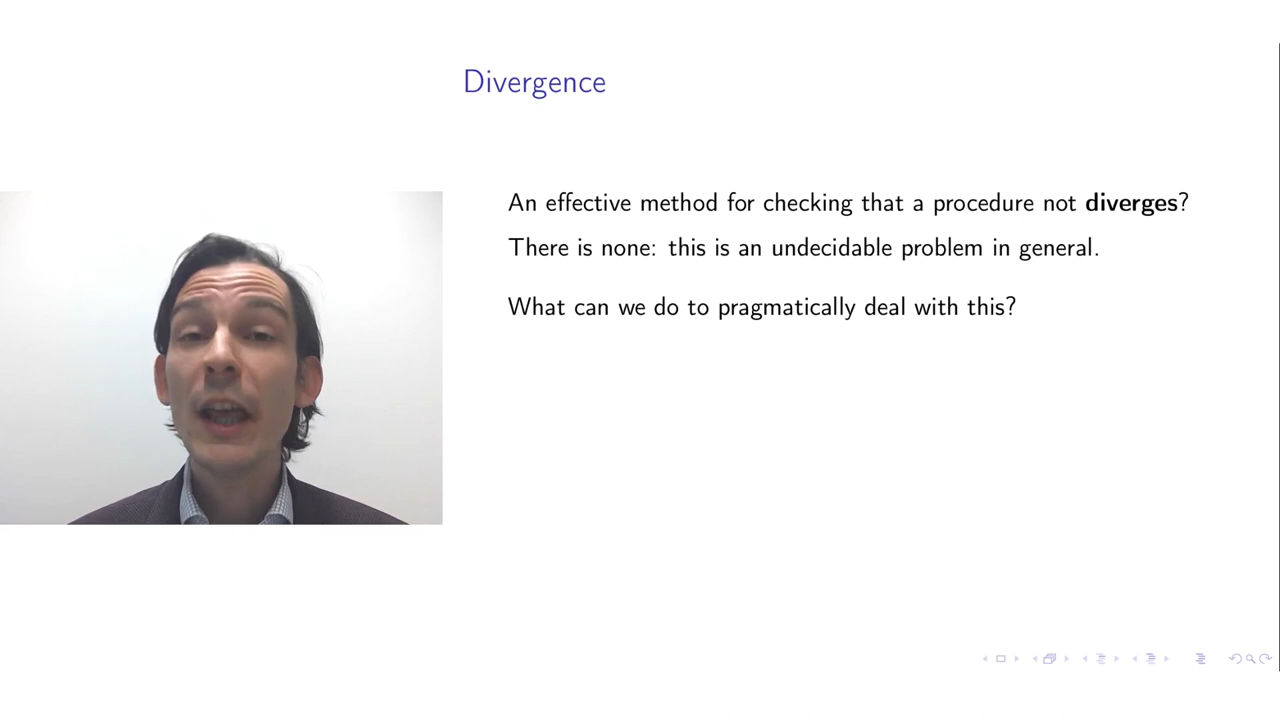 Divergence
An effective method for checking that a procedure not diverges?
There is none: this is an undecidable problem in general.
What can we do to pragmatically deal with this?